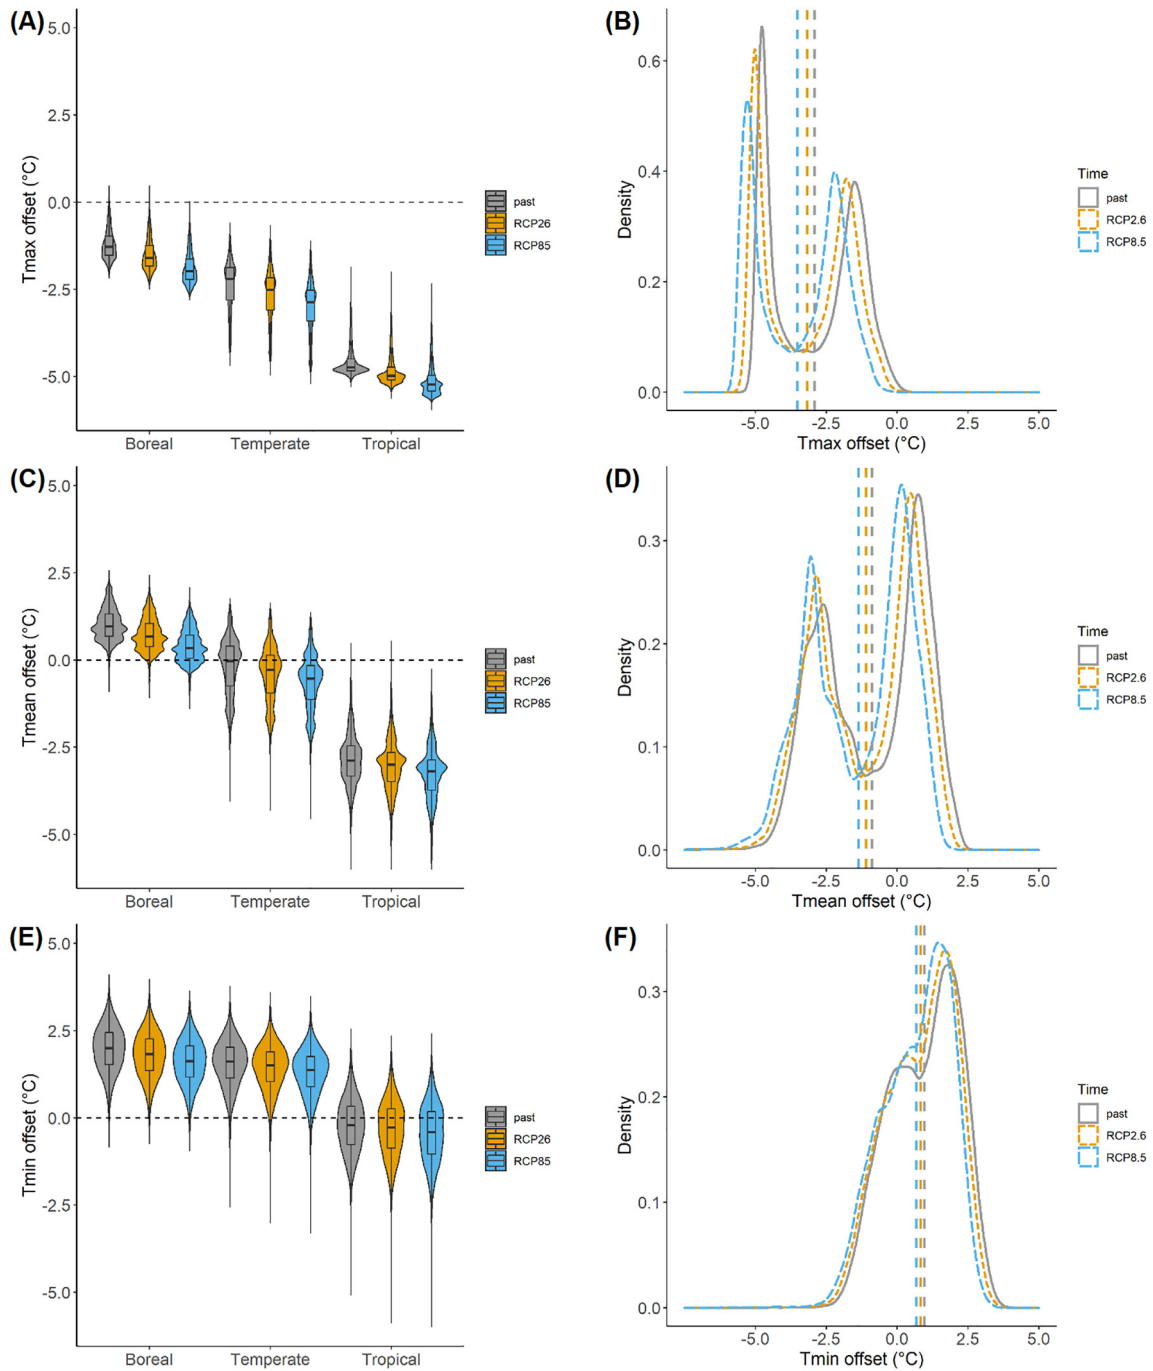 (A)
Tmax offset (°C)
5.0
2.5
0.0
-2.5
-5.0
Boreal Temperate Tropical
past
RCP26
RCP85
(B)
Density
0.6
0.4
0.2
0.0
-5.0 -2.5 0.0 2.5 5.0
Tmax offset (°C)
Time
past
RCP2.6
RCP8.5
(C)
Tmean offset (°C)
5.0
2.5
0.0
-2.5
-5.0
Boreal Temperate Tropical
past
RCP26
RCP85
(D)
Density
0.3
0.2
0.1
0.0
-5.0 -2.5 0.0 2.5 5.0
Tmean offset (°C)
Time
past
RCP2.6
RCP8.5
(E)
Tmin offset (°C)
5.0
2.5
0.0
-2.5
-5.0
Boreal Temperate Tropical
past
RCP26
RCP85
(F)
Density
0.3
0.2
0.1
0.0
-5.0 -2.5 0.0 2.5 5.0
Tmin offset (°C)
Time
past
RCP2.6
RCP8.5